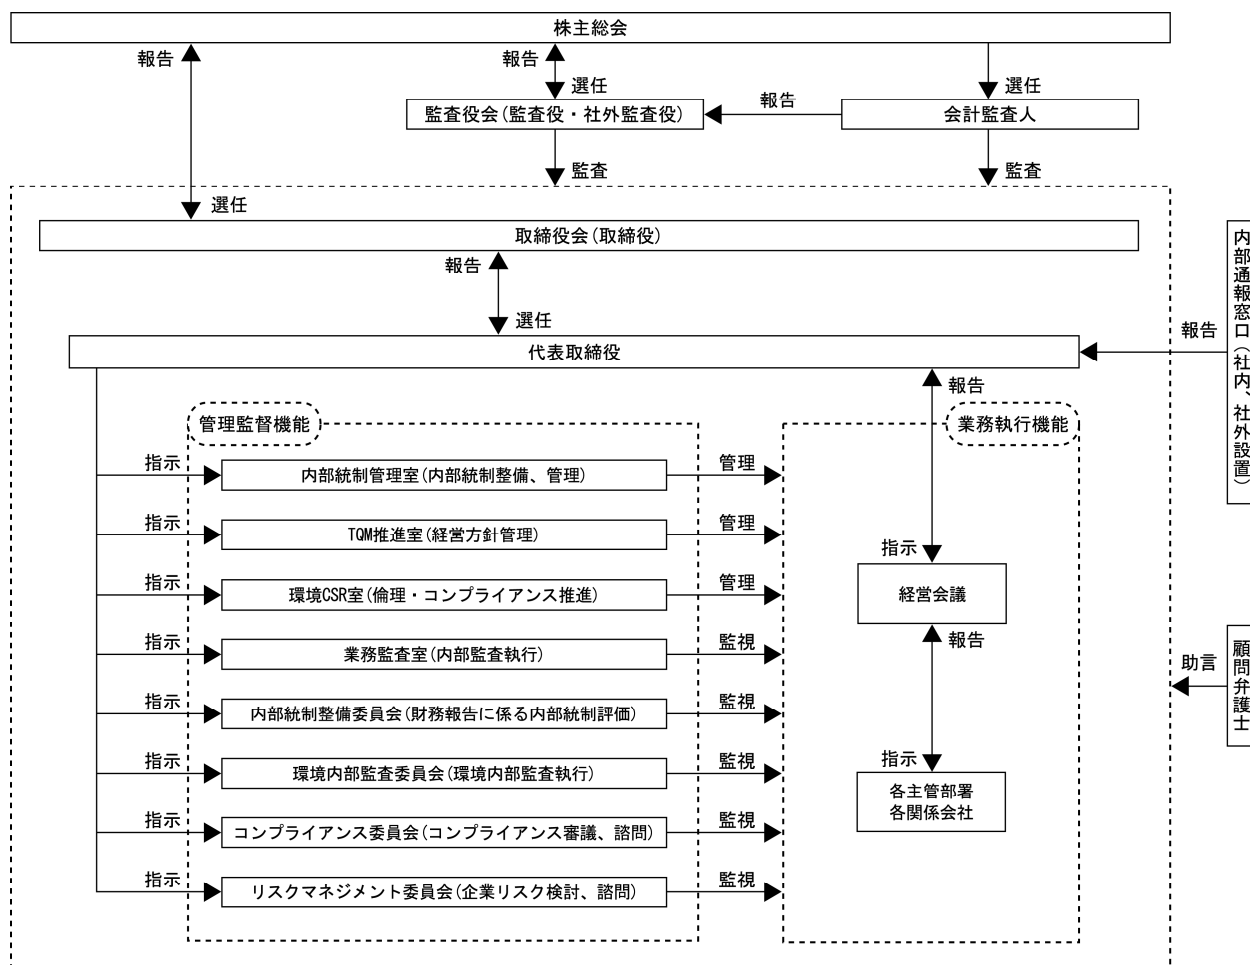 株主総会
報告
報告
選任
選任
監査役会(監査役・社外監査役)
報告
会計監査人
監査
監査
選任
取締役会(取締役)
報告
選任
代表取締役
報告
内部通報窓口(社内、社外設置)
報告
管理監督機能
業務執行機能
指示
内部統制管理室(内部統制整備、管理)
管理
指示
TQM推進室(経営方針管理)
管理
指示
環境CSR室(倫理・コンプライアンス推進)
管理
指示
経営会議
報告
指示
業務監査室(内部監査執行)
監視
指示
内部統制整備委員会(財務報告に係る内部統制評価)
監視
指示
環境内部監査委員会(環境内部監査執行)
監視
指示
各主管部署
各関係会社
指示
コンプライアンス委員会(コンプライアンス審議、諮問)
監視
指示
リスクマネジメント委員会(企業リスク検討、諮問)
監視
助言
顧問弁護士